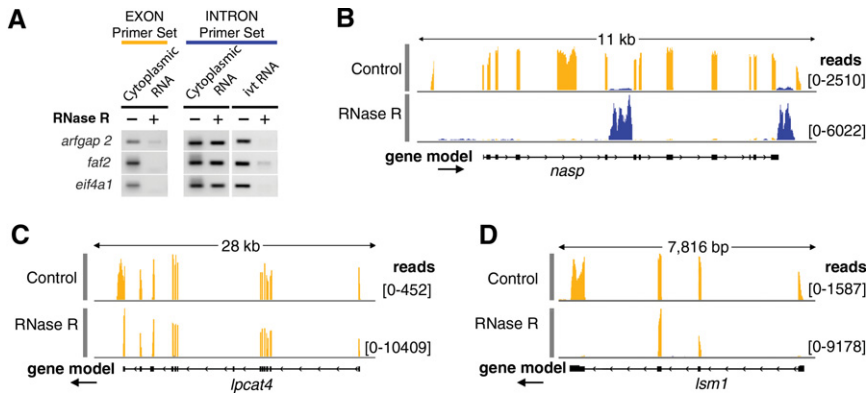 A
EXON
Primer Set
INTRON
Primer Set
Cytoplasmic
RNA
Cytoplasmic
RNA
ivt RNA
RNase R
− + − + − +
arfgap 2
faf2
eif4a1
B
11 kb
reads
Control
[0-2510]
RNase R
[0-6022]
gene model
nasp
C
28 kb
reads
Control
[0-452]
RNase R
[0-10409]
gene model
lpcat4
D
7,816 bp
reads
Control
[0-1587]
RNase R
[0-9178]
gene model
lsm1